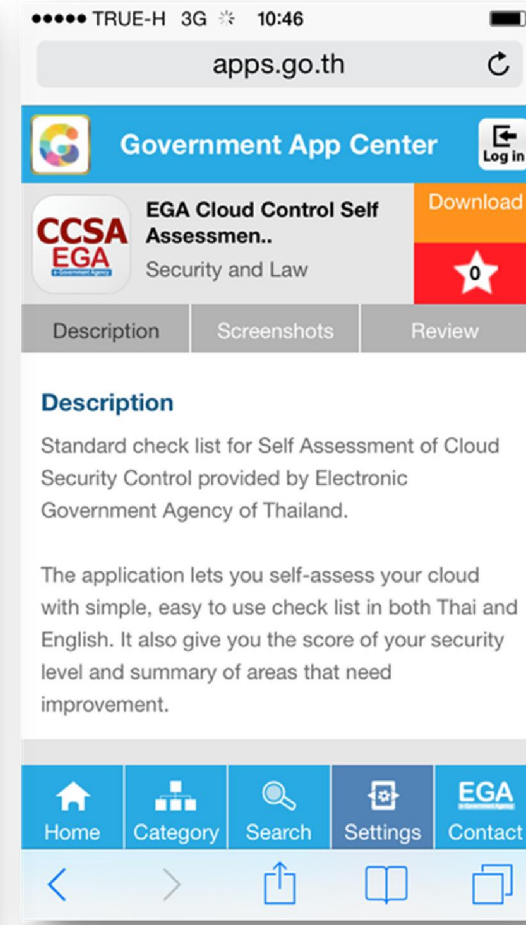 TRUE-H 3G 10:46
apps.go.th
Government App Center
Log in
CCSA
EGA
e-Government Agency
EGA Cloud Control Self
Assessmen..
Security and Law
Download
0
Description Screenshots Review
Description
Standard check list for Self Assessment of Cloud
Security Control provided by Electronic
Government Agency of Thailand.
The application lets you self-assess your cloud
with simple, easy to use check list in both Thai and
English. It also give you the score of your security
level and summary of areas that need
improvement.
Home Category Search Settings EGA Contact